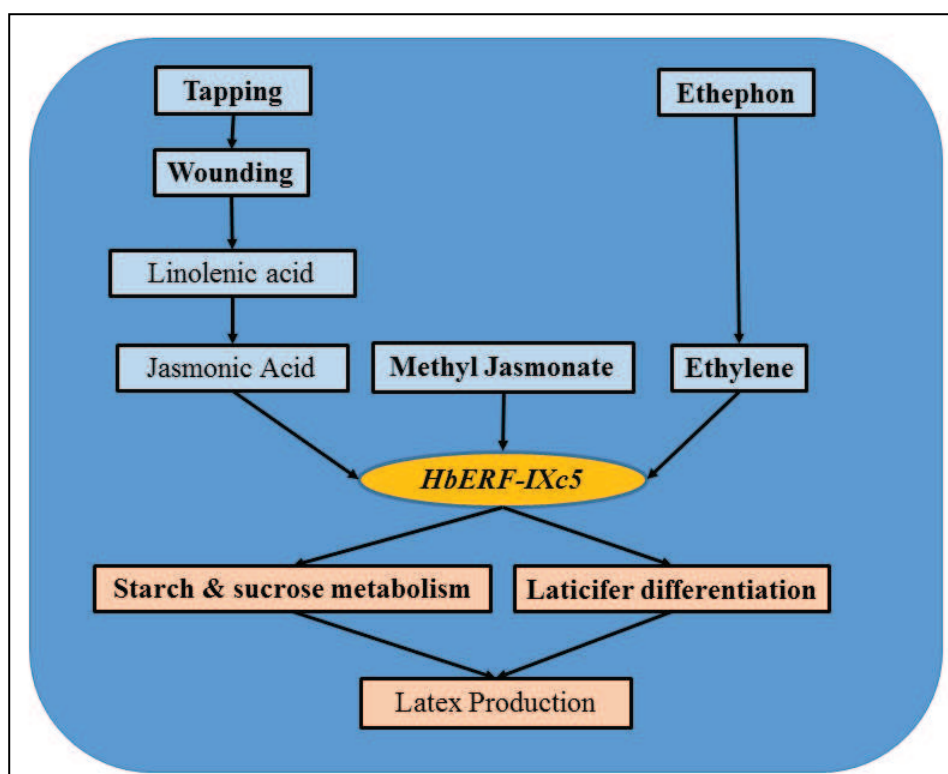 Tapping
Ethephon
Wounding
Linolenic acid
Jasmonic Acid
Methyl Jasmonate
Ethylene
HbERF-IXc5
Starch & sucrose metabolism
Laticifer differentiation
Latex Production